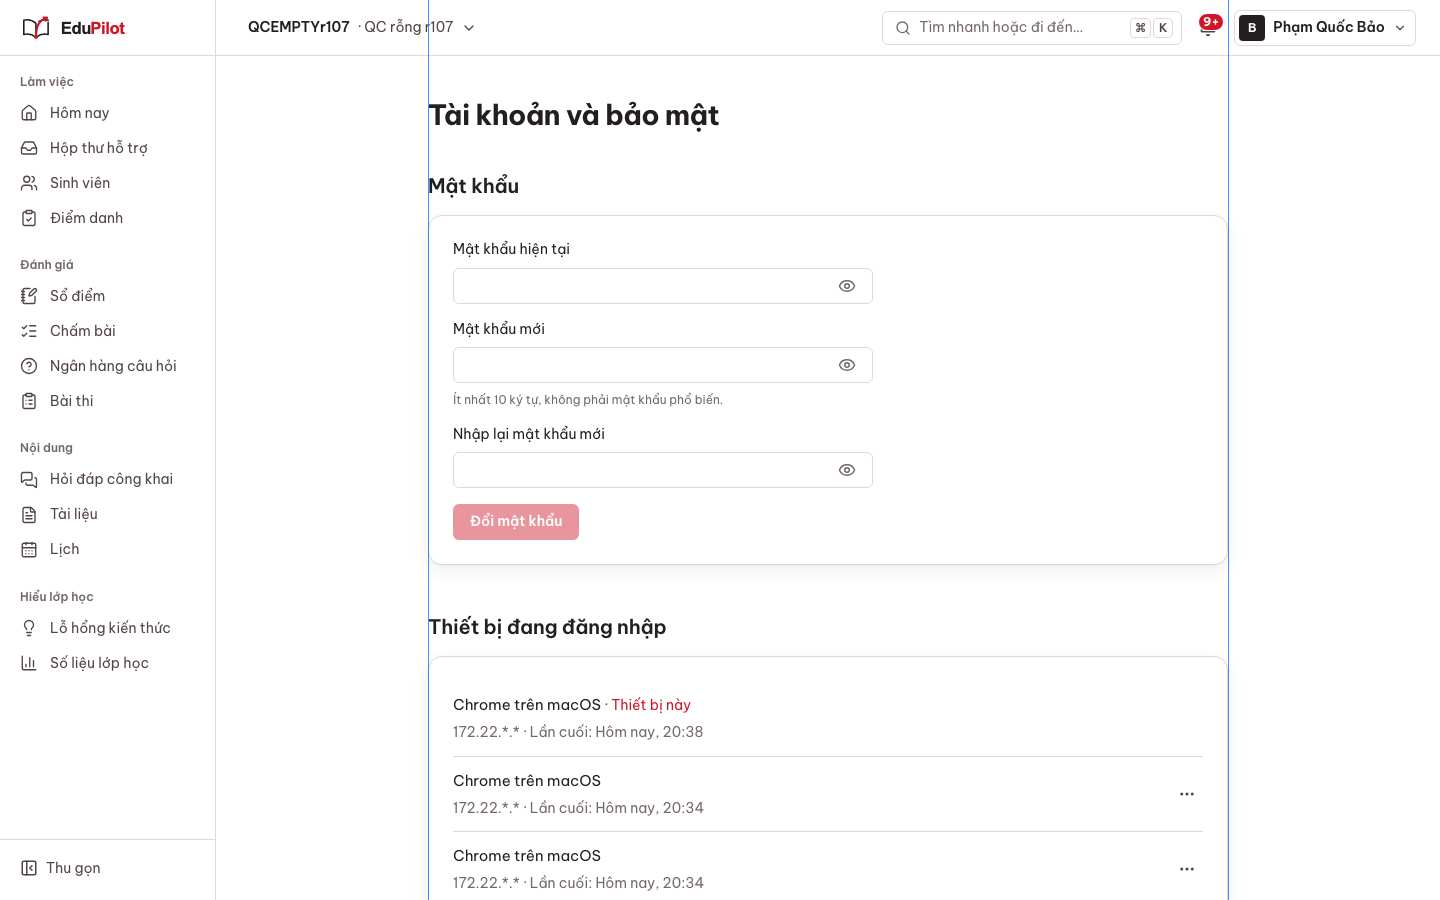 EduPilot
QCEMPTYr107 · QC rỗng r107
Tìm nhanh hoặc đi đến...
⌘ K
9+
B
Phạm Quốc Bảo
Làm việc
Hôm nay
Hộp thư hỗ trợ
Sinh viên
Điểm danh
Đánh giá
Sổ điểm
Chấm bài
Ngân hàng câu hỏi
Bài thi
Nội dung
Hỏi đáp công khai
Tài liệu
Lịch
Hiểu lớp học
Lỗ hổng kiến thức
Số liệu lớp học
Thu gọn
Tài khoản và bảo mật
Mật khẩu
Mật khẩu hiện tại
Mật khẩu mới
Ít nhất 10 ký tự, không phải mật khẩu phổ biến.
Nhập lại mật khẩu mới
Đổi mật khẩu
Thiết bị đang đăng nhập
Chrome trên macOS · Thiết bị này
172.22.*.* · Lần cuối: Hôm nay, 20:38
Chrome trên macOS
172.22.*.* · Lần cuối: Hôm nay, 20:34
Chrome trên macOS
172.22.*.* · Lần cuối: Hôm nay, 20:34